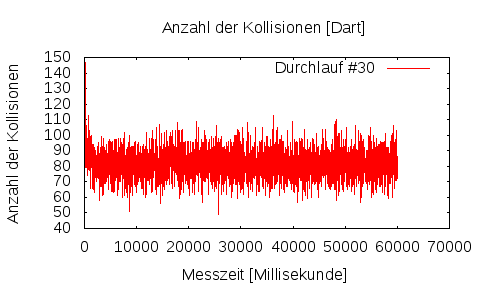 Anzahl der Kollisionen [Dart]
Durchlauf #30
Anzahl der Kollisionen
150
140
130
120
110
100
90
80
70
60
50
40
0 10000 20000 30000 40000 50000 60000 70000
Messzeit [Millisekunde]